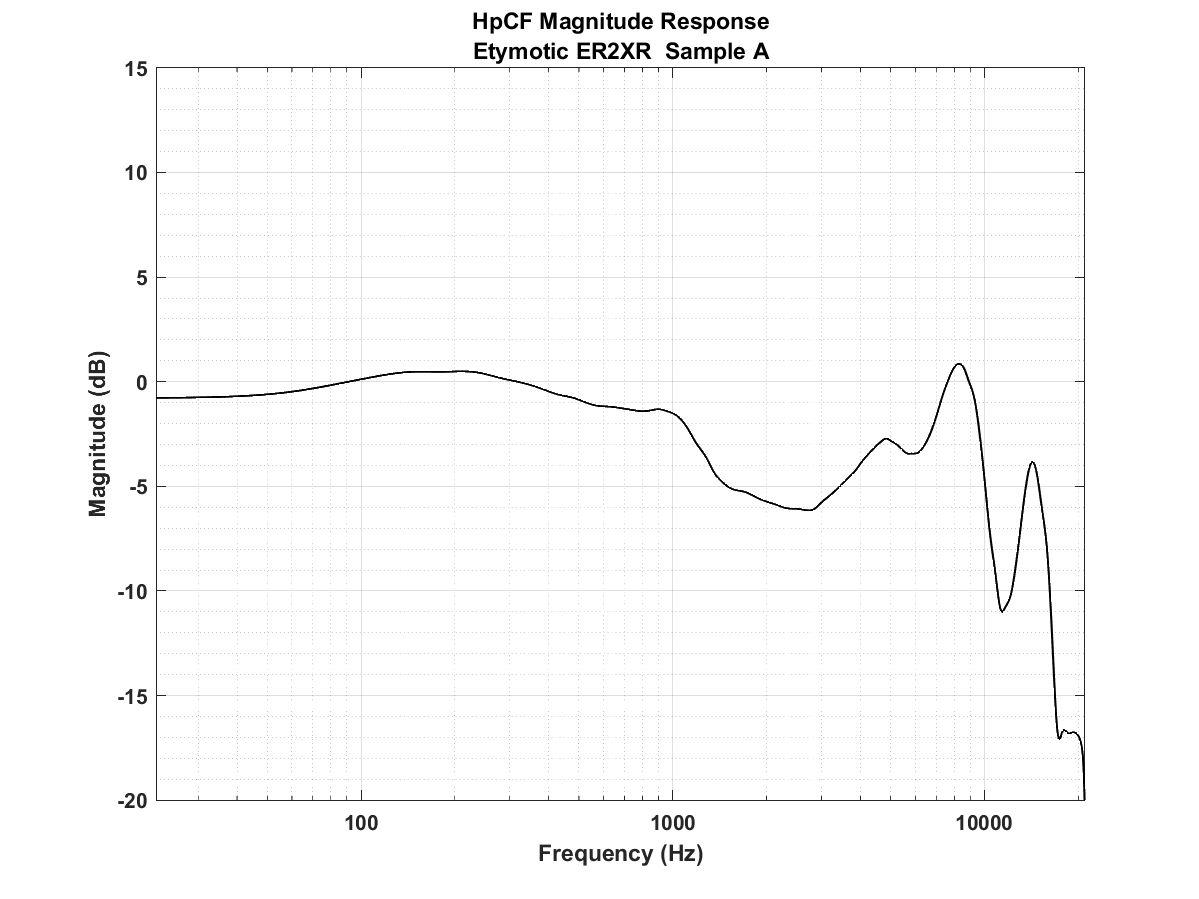 HpCF Magnitude Response
Etymotic ER2XR  Sample A
15
10
5
0
-5
-10
-15
-20
Magnitude (dB)
100
1000
10000
Frequency (Hz)